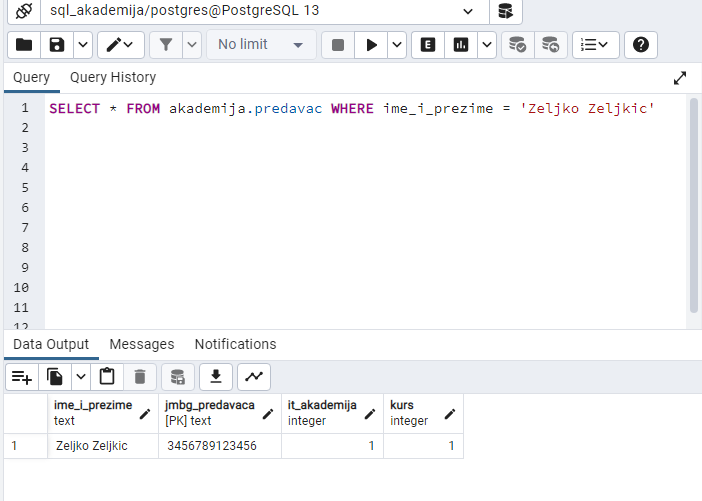 sql_akademija/postgres@PostgreSQL 13
No limit
E
Query Query History
1 SELECT * FROM akademija.predavac WHERE ime_i_prezime = 'Zeljko Zeljkic'
2
3
4
5
6
7
8
9
10
11
12
Data Output Messages Notifications
ime_i_prezime jmbg_predavaca it_akademija kurs
text [PK] text integer integer
1 Zeljko Zeljkic 3456789123456 1 1